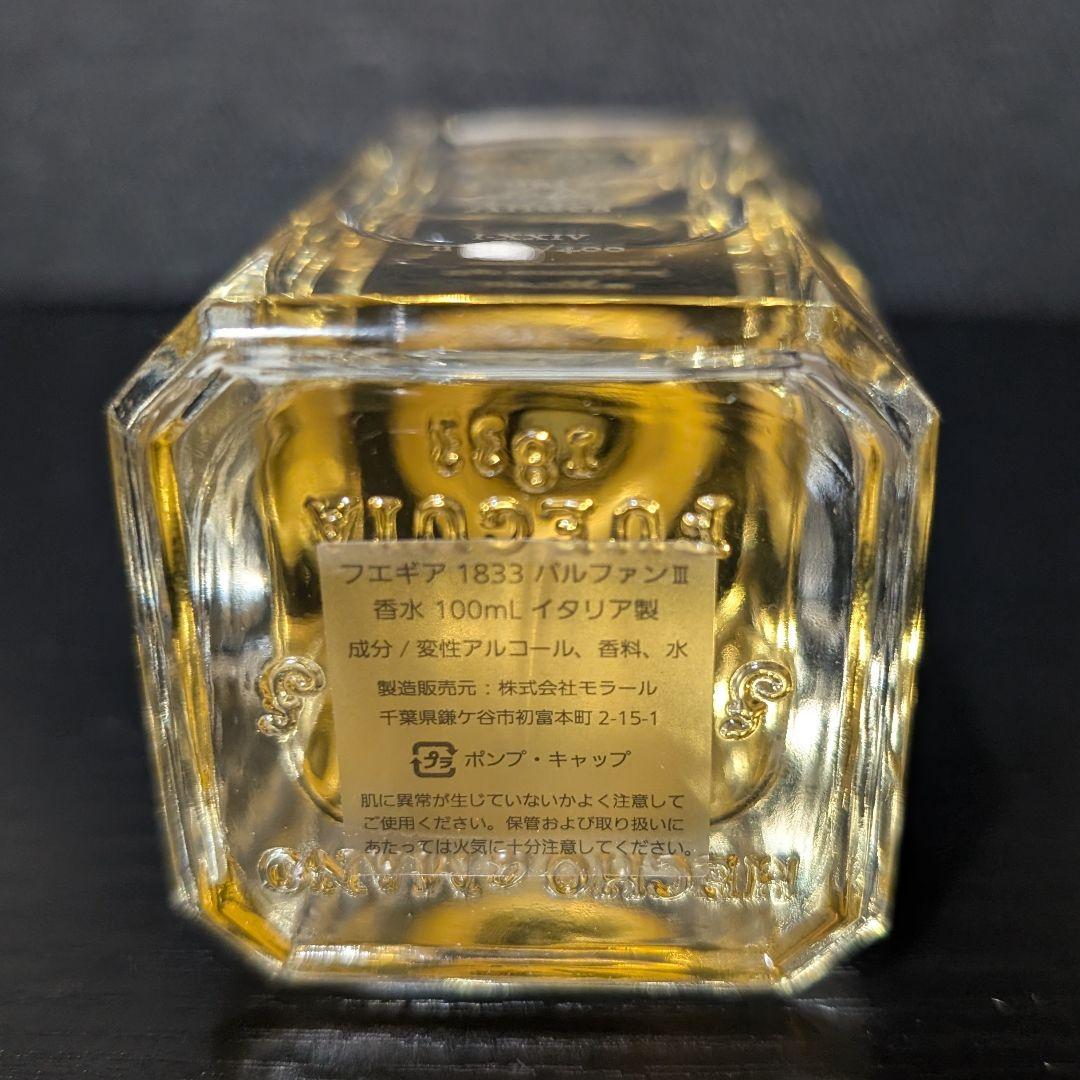 I-XXIV
/400
1833
FUEGUIA
フエギア 1833 パルファンⅢ
香水 100mL イタリア製
成分 / 変性アルコール、香料、水
製造販売元 : 株式会社モラール
千葉県鎌ケ谷市初富本町 2-15-1
プラ ポンプ・キャップ
肌に異常が生じていないかよく注意して
ご使用ください。保管および取り扱いに
あたっては火気に十分注意してください。
HECHO A MANO